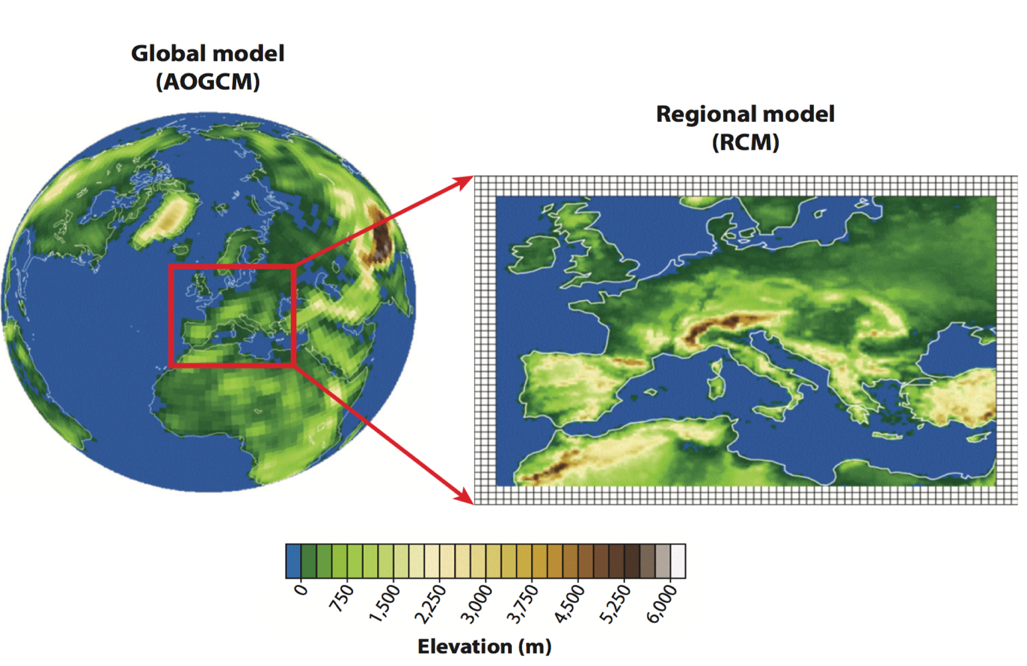 Global model
(AOGCM)
Regional model
(RCM)
0
750
1,500
2,250
3,000
3,750
4,500
5,250
6,000
Elevation (m)